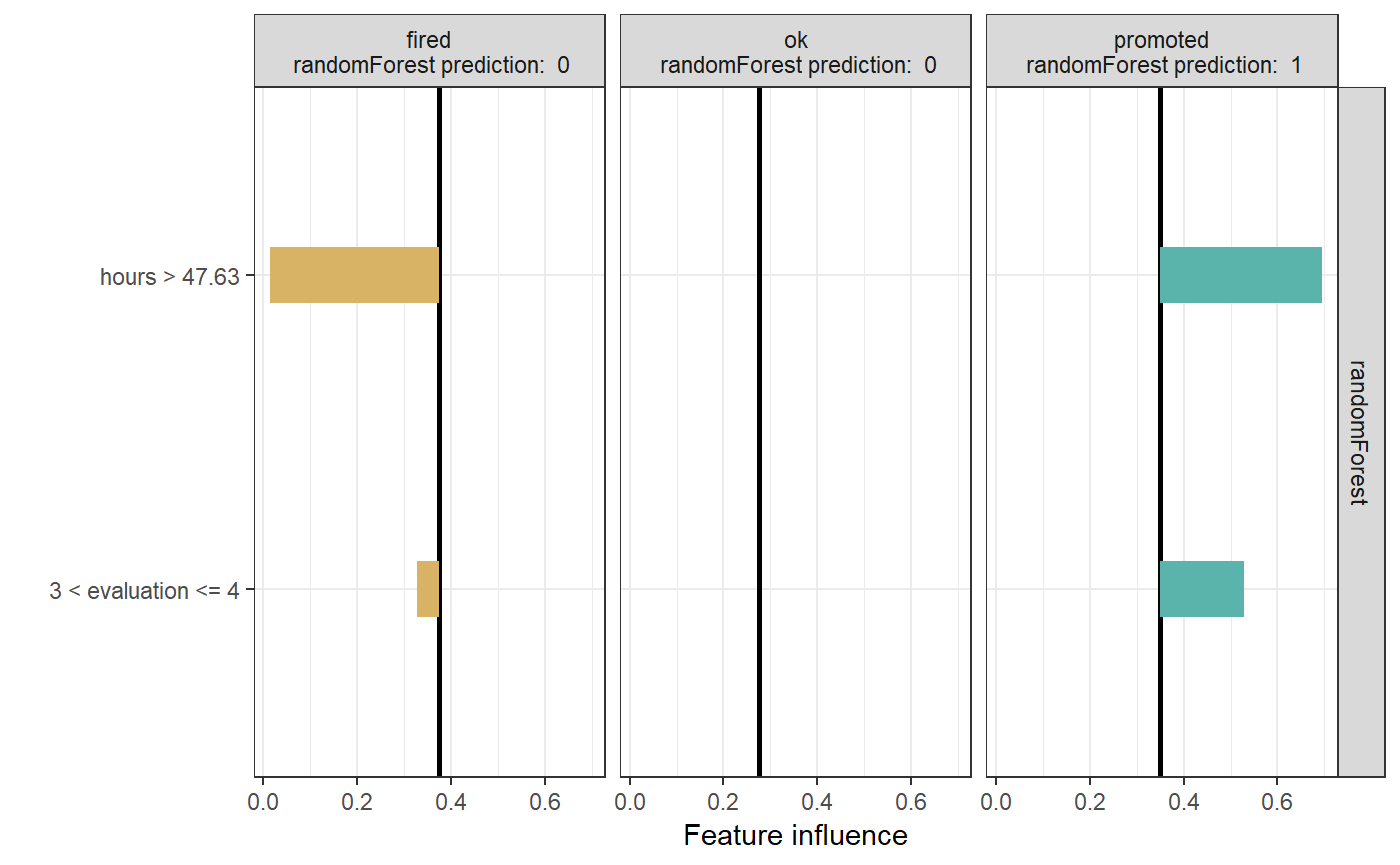 fired
randomForest prediction:  0
ok
randomForest prediction:  0
promoted
randomForest prediction:  1
hours > 47.63
3 < evaluation <= 4
randomForest
0.0 0.2 0.4 0.6
0.0 0.2 0.4 0.6
0.0 0.2 0.4 0.6
Feature influence